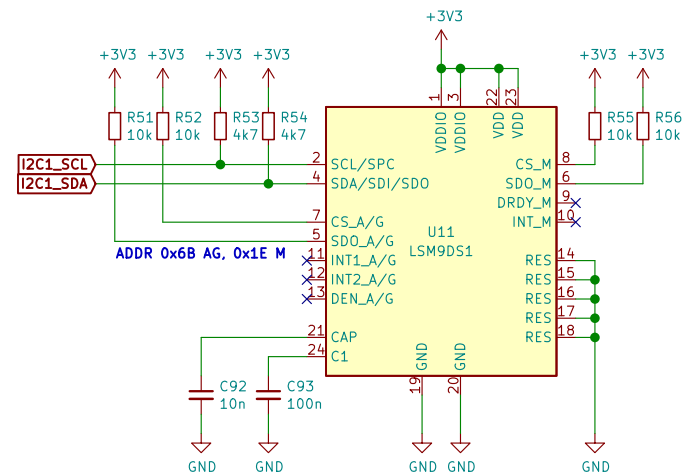 +3V3
+3V3 +3V3 +3V3 +3V3 +3V3 +3V3
1 3 22 23
VDDIO VDDIO VDD VDD
R51 10k R52 10k R53 4k7 R54 4k7 R55 10k R56 10k
I2C1_SCL 2 SCL/SPC CS_M 8
I2C1_SDA 4 SDA/SDI/SDO SDO_M 6
DRDY_M 9
7 CS_A/G INT_M 10
U11
5 SDO_A/G
LSM9DS1
ADDR 0x6B AG, 0x1E M
11 INT1_A/G RES 14
12 INT2_A/G RES 15
13 DEN_A/G RES 16
RES 17
21 CAP RES 18
24 C1
GND GND
19 20
C92 C93
10n 100n
GND GND GND GND GND